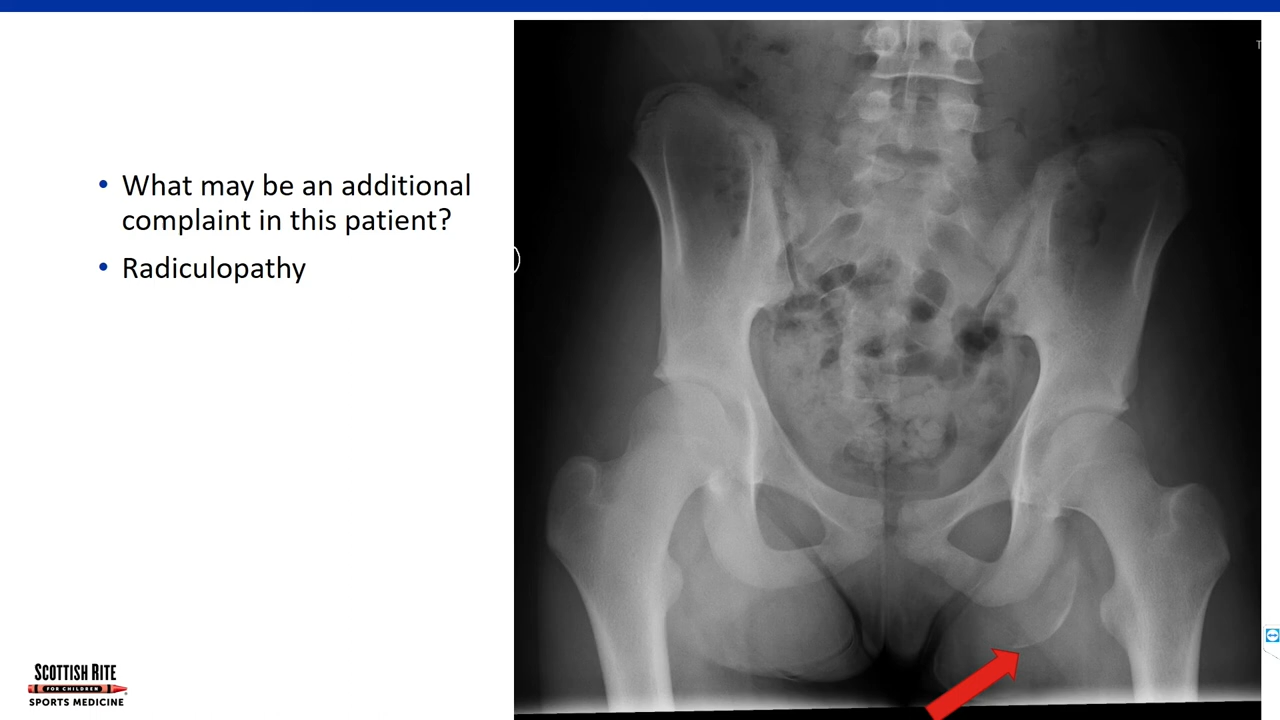 • What may be an additional
complaint in this patient?
• Radiculopathy
T
SCOTTISH RITE
FOR CHILDREN
SPORTS MEDICINE